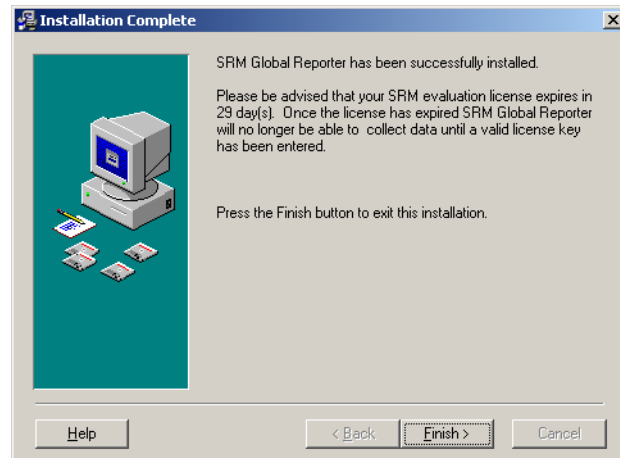 Installation Complete
SRM Global Reporter has been successfully installed.
Please be advised that your SRM evaluation license expires in
29 day(s). Once the license has expired SRM Global Reporter
will no longer be able to collect data until a valid license key
has been entered.
Press the Finish button to exit this installation.
Help
< Back
Finish >
Cancel